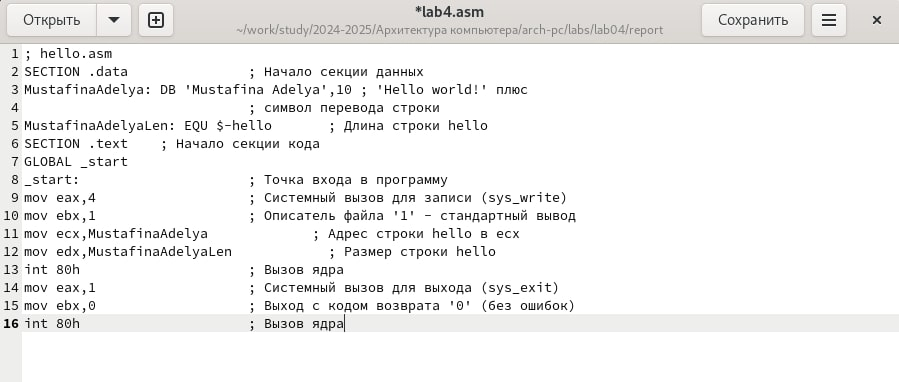 Открыть
*lab4.asm
~/work/study/2024-2025/Архитектура компьютера/arch-pc/labs/lab04/report
Сохранить
1 ; hello.asm
2 SECTION .data ; Начало секции данных
3 MustafinaAdelya: DB 'Mustafina Adelya',10 ; 'Hello world!' плюс
4 ; символ перевода строки
5 MustafinaAdelyaLen: EQU $-hello ; Длина строки hello
6 SECTION .text ; Начало секции кода
7 GLOBAL _start
8 _start: ; Точка входа в программу
9 mov eax,4 ; Системный вызов для записи (sys_write)
10 mov ebx,1 ; Описатель файла '1' - стандартный вывод
11 mov ecx,MustafinaAdelya ; Адрес строки hello в ecx
12 mov edx,MustafinaAdelyaLen ; Размер строки hello
13 int 80h ; Вызов ядра
14 mov eax,1 ; Системный вызов для выхода (sys_exit)
15 mov ebx,0 ; Выход с кодом возврата '0' (без ошибок)
16 int 80h ; Вызов ядра